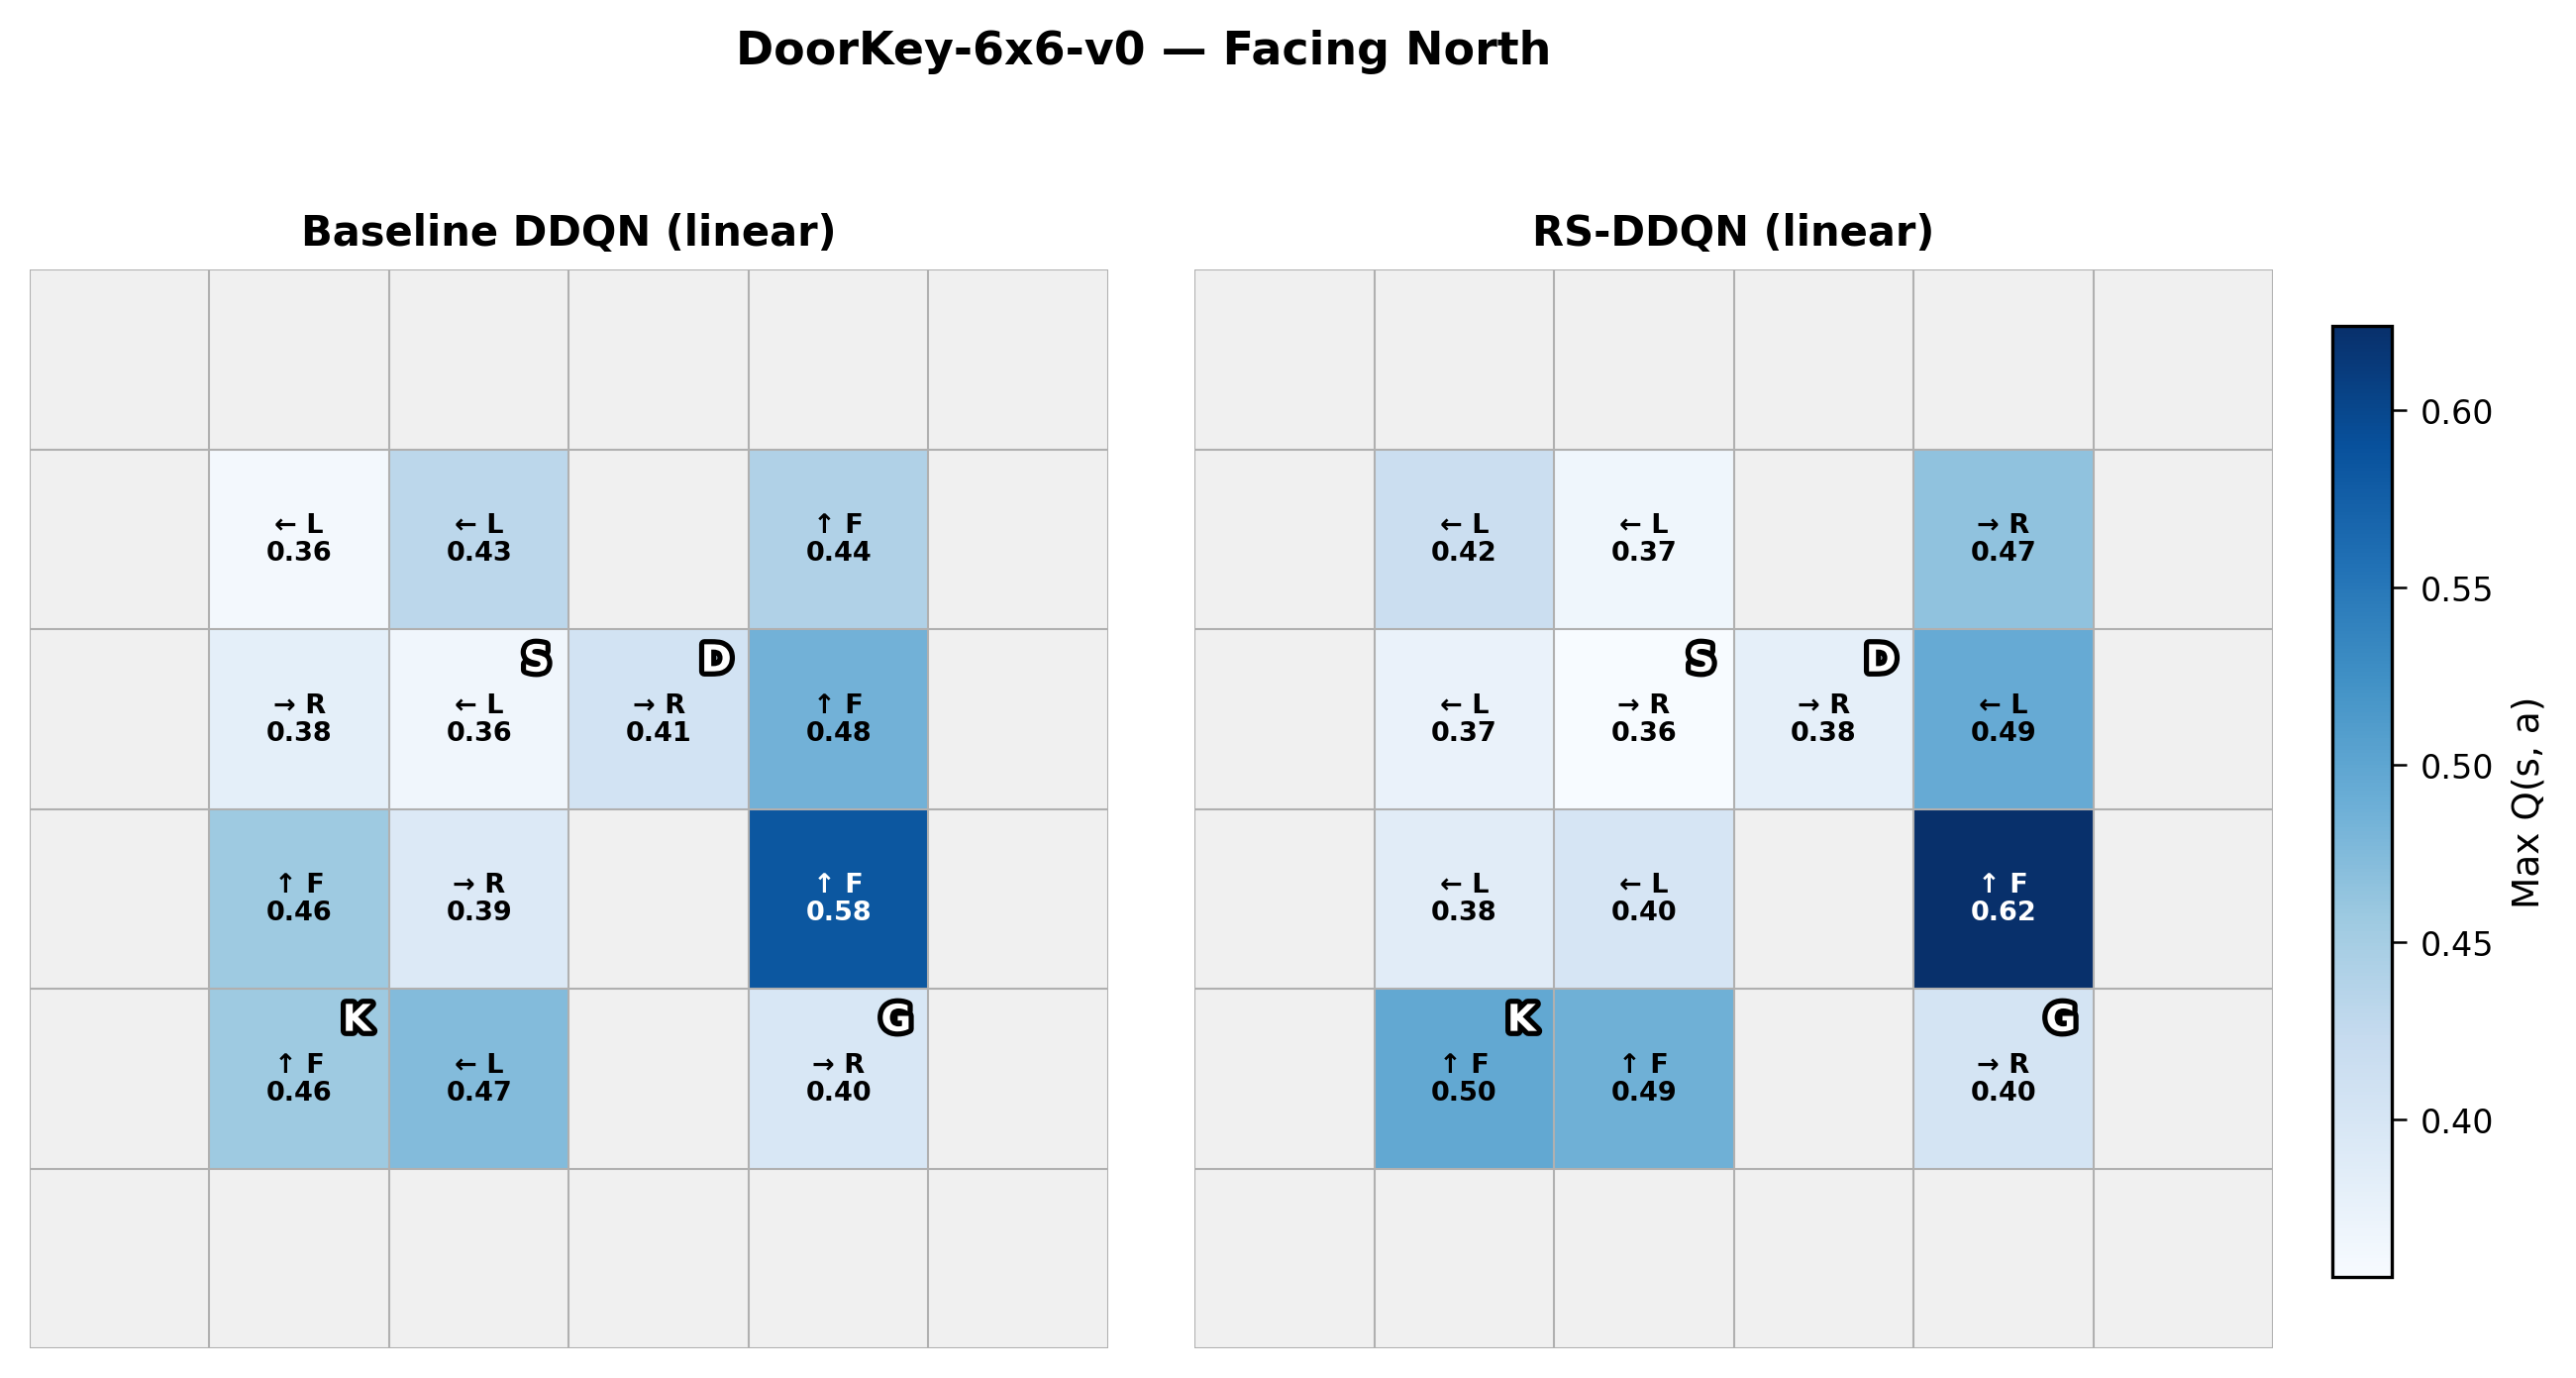 DoorKey-6x6-v0 — Facing North
Baseline DDQN (linear)
← L
0.36
← L
0.43
↑ F
0.44
S
D
→ R
0.38
← L
0.36
→ R
0.41
↑ F
0.48
↑ F
0.46
→ R
0.39
↑ F
0.58
K
G
↑ F
0.46
← L
0.47
→ R
0.40
RS-DDQN (linear)
← L
0.42
← L
0.37
→ R
0.47
S
D
← L
0.37
→ R
0.36
→ R
0.38
← L
0.49
← L
0.38
← L
0.40
↑ F
0.62
K
G
↑ F
0.50
↑ F
0.49
→ R
0.40
0.60
0.55
0.50
0.45
0.40
Max Q(s, a)